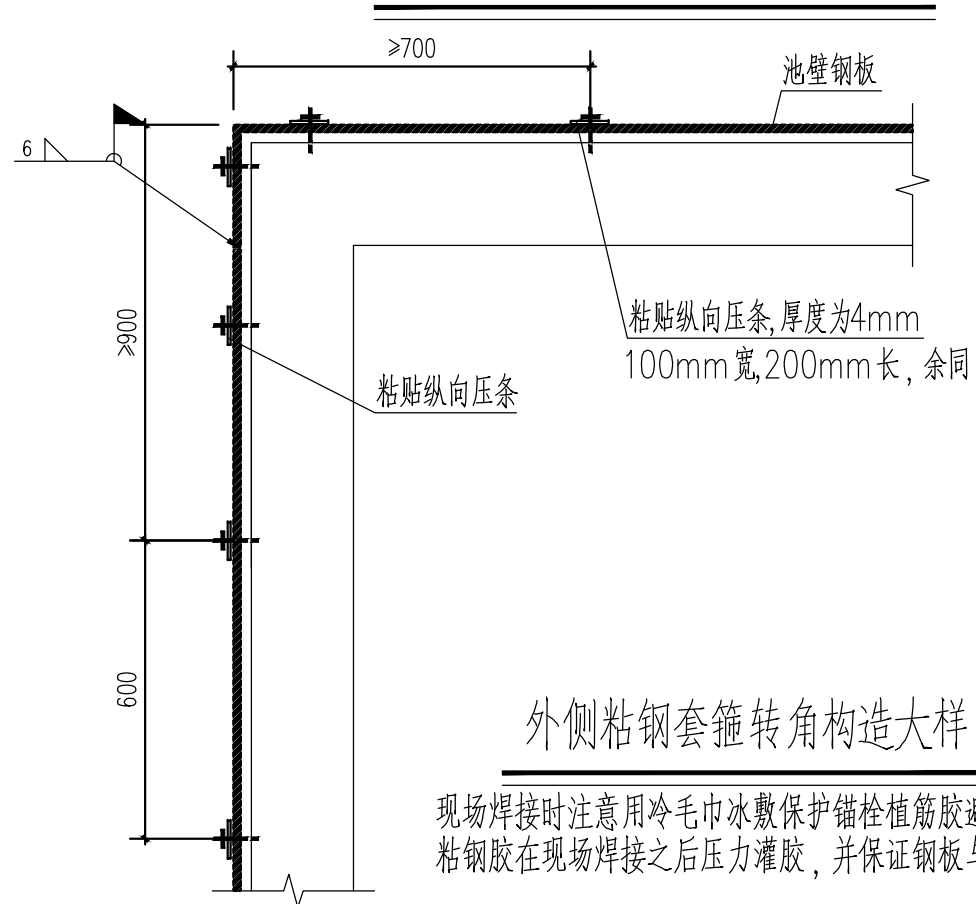 ≥700
池壁钢板
6
≥900
粘贴纵向压条,厚度为4mm
100mm宽,200mm长,余同
粘贴纵向压条
600
外侧粘钢套箍转角构造大样
现场焊接时注意用冷毛巾冰敷保护锚栓植筋胶
粘钢胶在现场焊接之后压力灌胶,并保证钢板